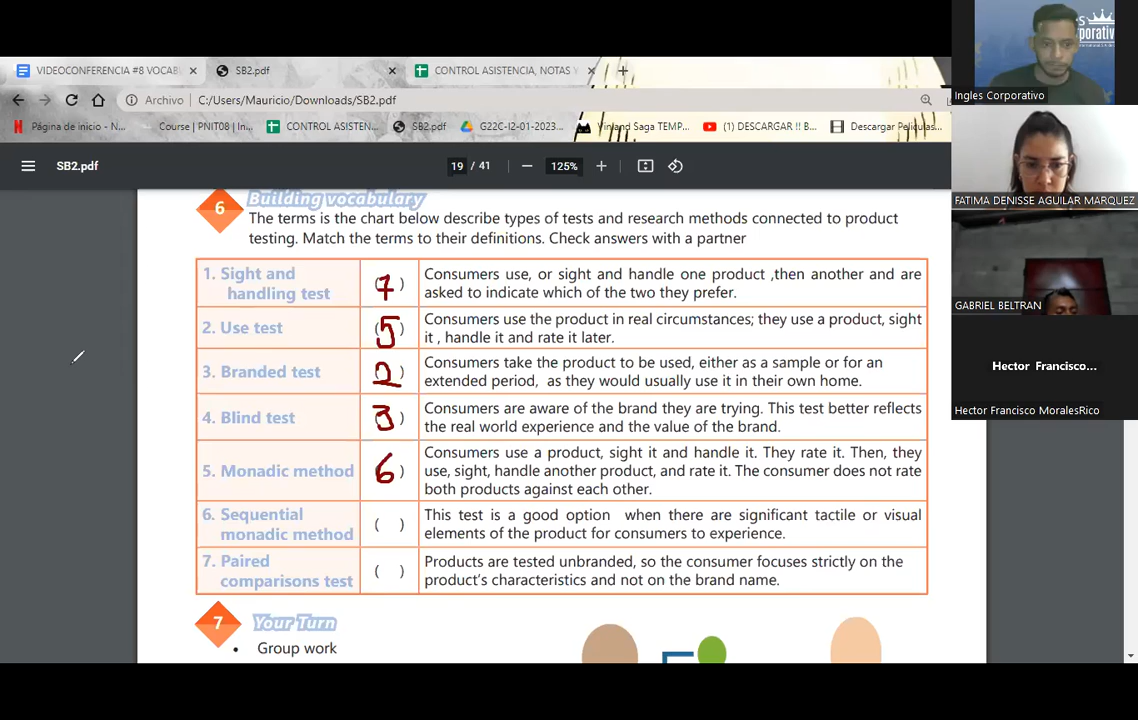 VIDEOCONFERENCIA #8 VOCAB
SB2.pdf
CONTROL ASISTENCIA, NOTAS Y
Archivo
C:/Users/Mauricio/Downloads/SB2.pdf
Página de inicio - N...
Course | PNIT08 | In...
CONTROL ASISTEN...
SB2.pdf
G22C-I2-01-2023...
Vinland Saga TEMP...
(1) DESCARGAR !! B...
Descargar Peliculas...
SB2.pdf
19 / 41
125%
6
Building vocabulary
The terms is the chart below describe types of tests and research methods connected to product
testing. Match the terms to their definitions. Check answers with a partner
1. Sight and
handling test
(7)
Consumers use, or sight and handle one product ,then another and are
asked to indicate which of the two they prefer.
2. Use test
(5)
Consumers use the product in real circumstances; they use a product, sight
it , handle it and rate it later.
3. Branded test
(2)
Consumers take the product to be used, either as a sample or for an
extended period, as they would usually use it in their own home.
4. Blind test
(3)
Consumers are aware of the brand they are trying. This test better reflects
the real world experience and the value of the brand.
5. Monadic method
(6)
Consumers use a product, sight it and handle it. They rate it. Then, they
use, sight, handle another product, and rate it. The consumer does not rate
both products against each other.
6. Sequential
monadic method
( )
This test is a good option when there are significant tactile or visual
elements of the product for consumers to experience.
7. Paired
comparisons test
( )
Products are tested unbranded, so the consumer focuses strictly on the
product's characteristics and not on the brand name.
7
Your Turn
• Group work
Ingles Corporativo
FATIMA DENISSE AGUILAR MARQUEZ
GABRIEL BELTRAN
Hector Francisco...
Hector Francisco MoralesRico